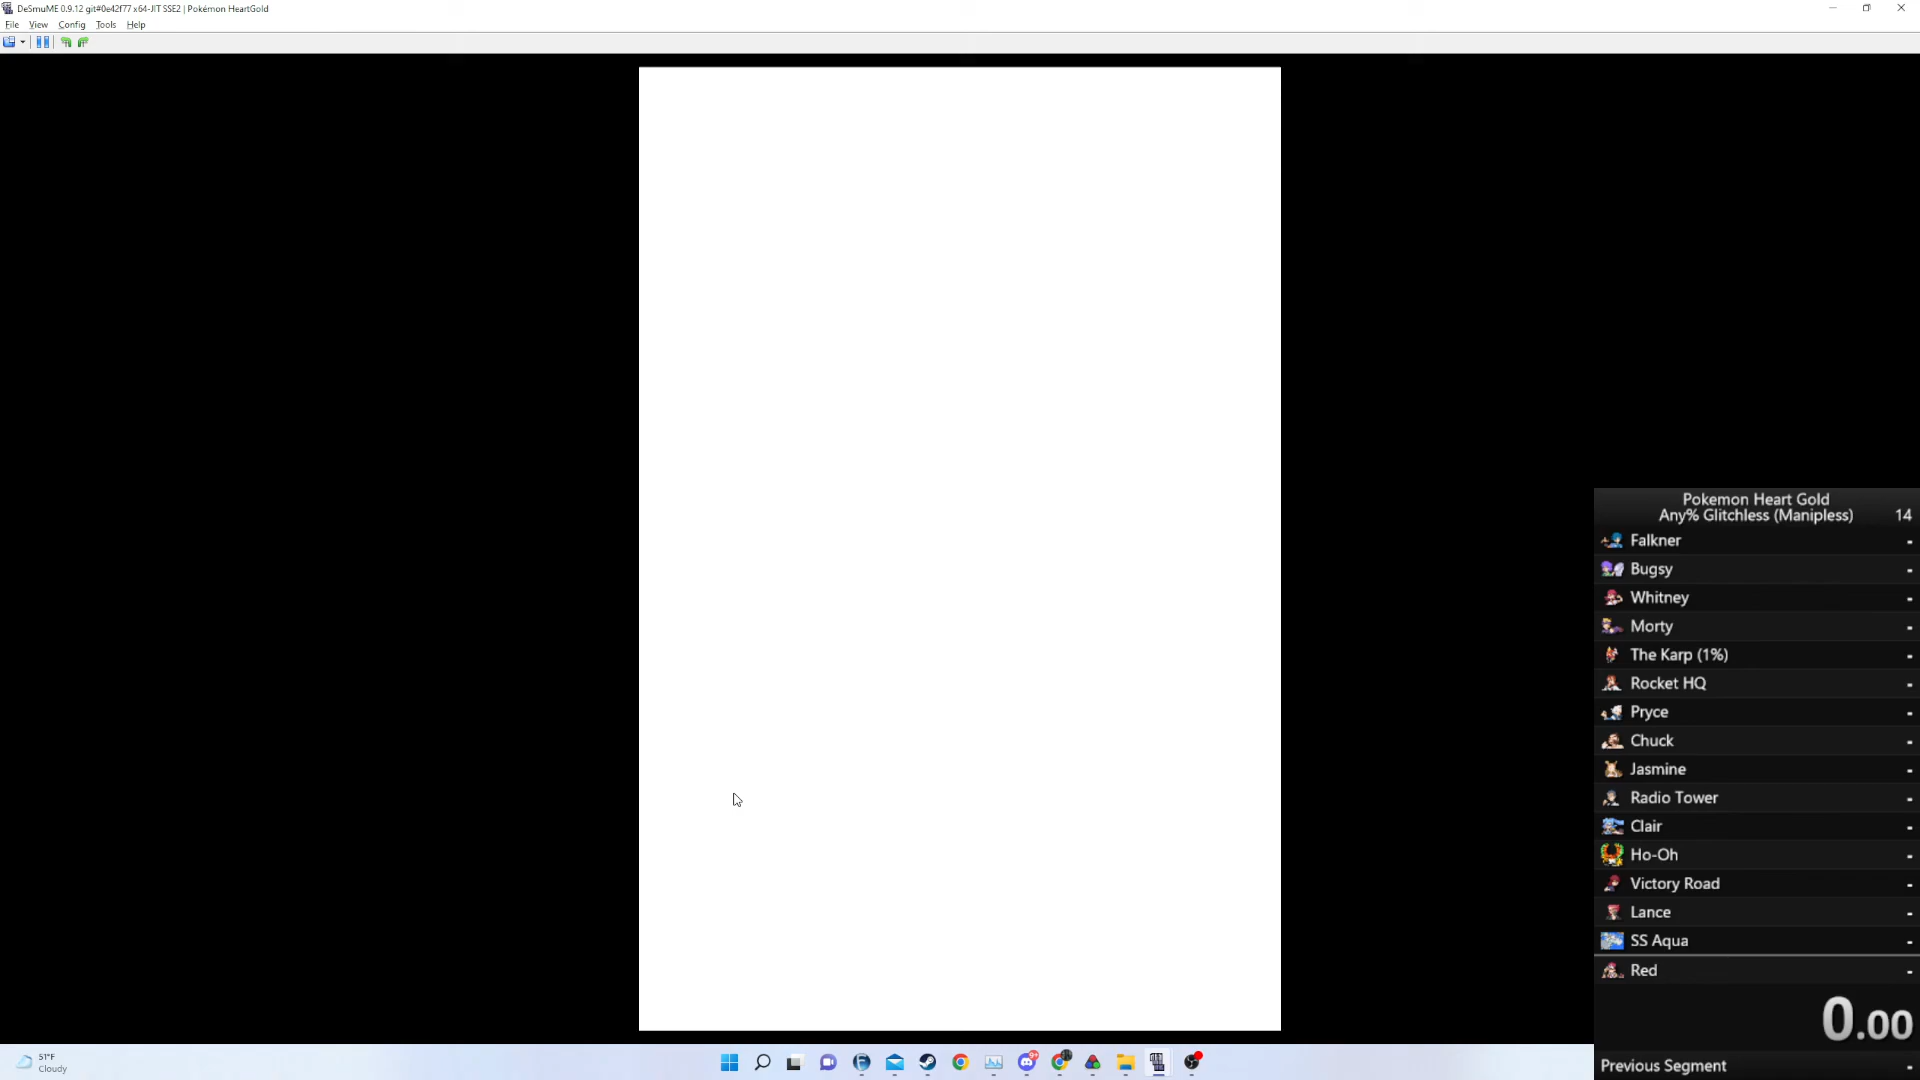 DeSmuME 0.9.12 git#0e42f77 x64-JIT SSE2 | Pokémon HeartGold
File View Config Tools Help
Pokemon Heart Gold
Any% Glitchless (Manipless) 14
Falkner -
Bugsy -
Whitney -
Morty -
The Karp (1%) -
Rocket HQ -
Pryce -
Chuck -
Jasmine -
Radio Tower -
Clair -
Ho-Oh -
Victory Road -
Lance -
SS Aqua -
Red -
0.00
Previous Segment -
51°F
Cloudy